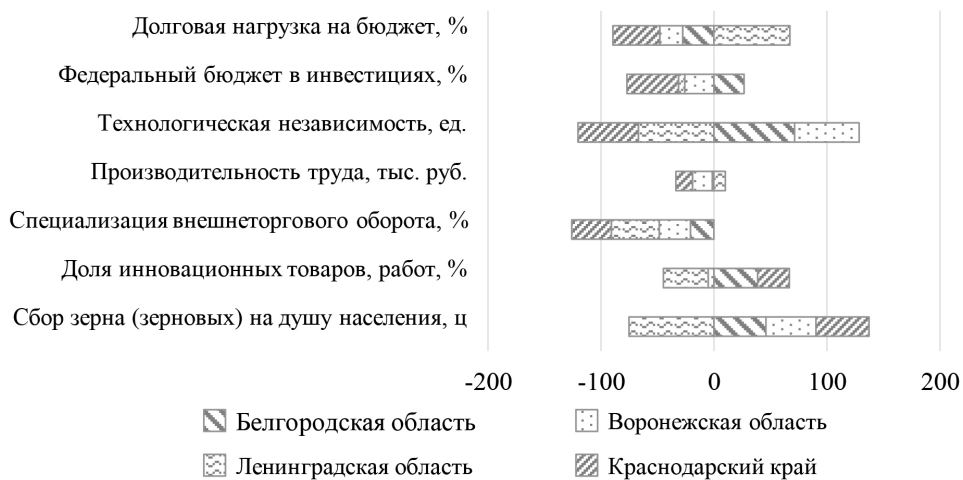 Долговая нагрузка на бюджет, %
Федеральный бюджет в инвестициях, %
Технологическая независимость, ед.
Производительность труда, тыс. руб.
Специализация внешнеторгового оборота, %
Доля инновационных товаров, работ, %
Сбор зерна (зерновых) на душу населения, ц
-200 -100 0 100 200
Белгородская область Воронежская область
Ленинградская область Краснодарский край